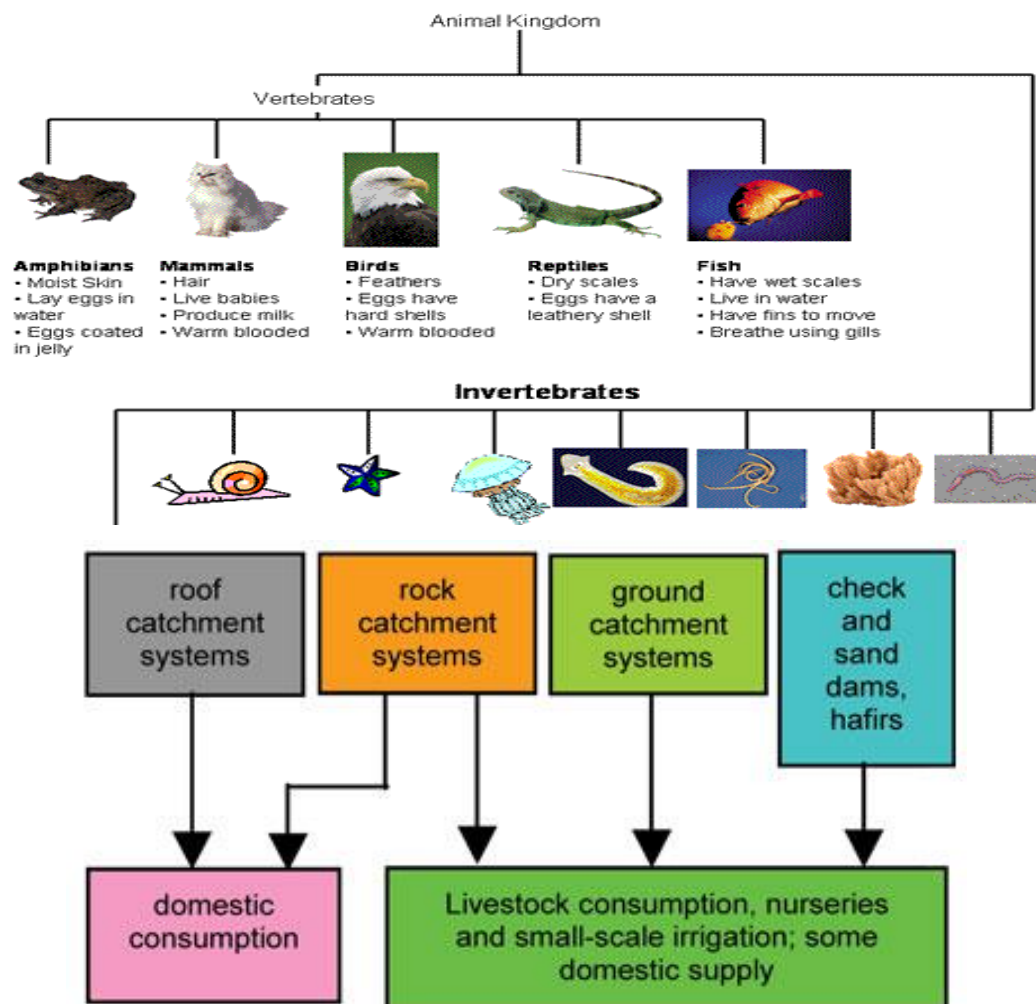 Animal Kingdom
Vertebrates
Amphibians
• Moist Skin
• Lay eggs in
water
• Eggs coated
in jelly
Mammals
• Hair
• Live babies
• Produce milk
• Warm blooded
Birds
• Feathers
• Eggs have
hard shells
• Warm blooded
Reptiles
• Dry scales
• Eggs have a
leathery shell
Fish
• Have wet scales
• Live in water
• Have fins to move
• Breathe using gills
Invertebrates
roof
catchment
systems
rock
catchment
systems
ground
catchment
systems
check
and
sand
dams,
hafirs
domestic
consumption
Livestock consumption, nurseries
and small-scale irrigation; some
domestic supply